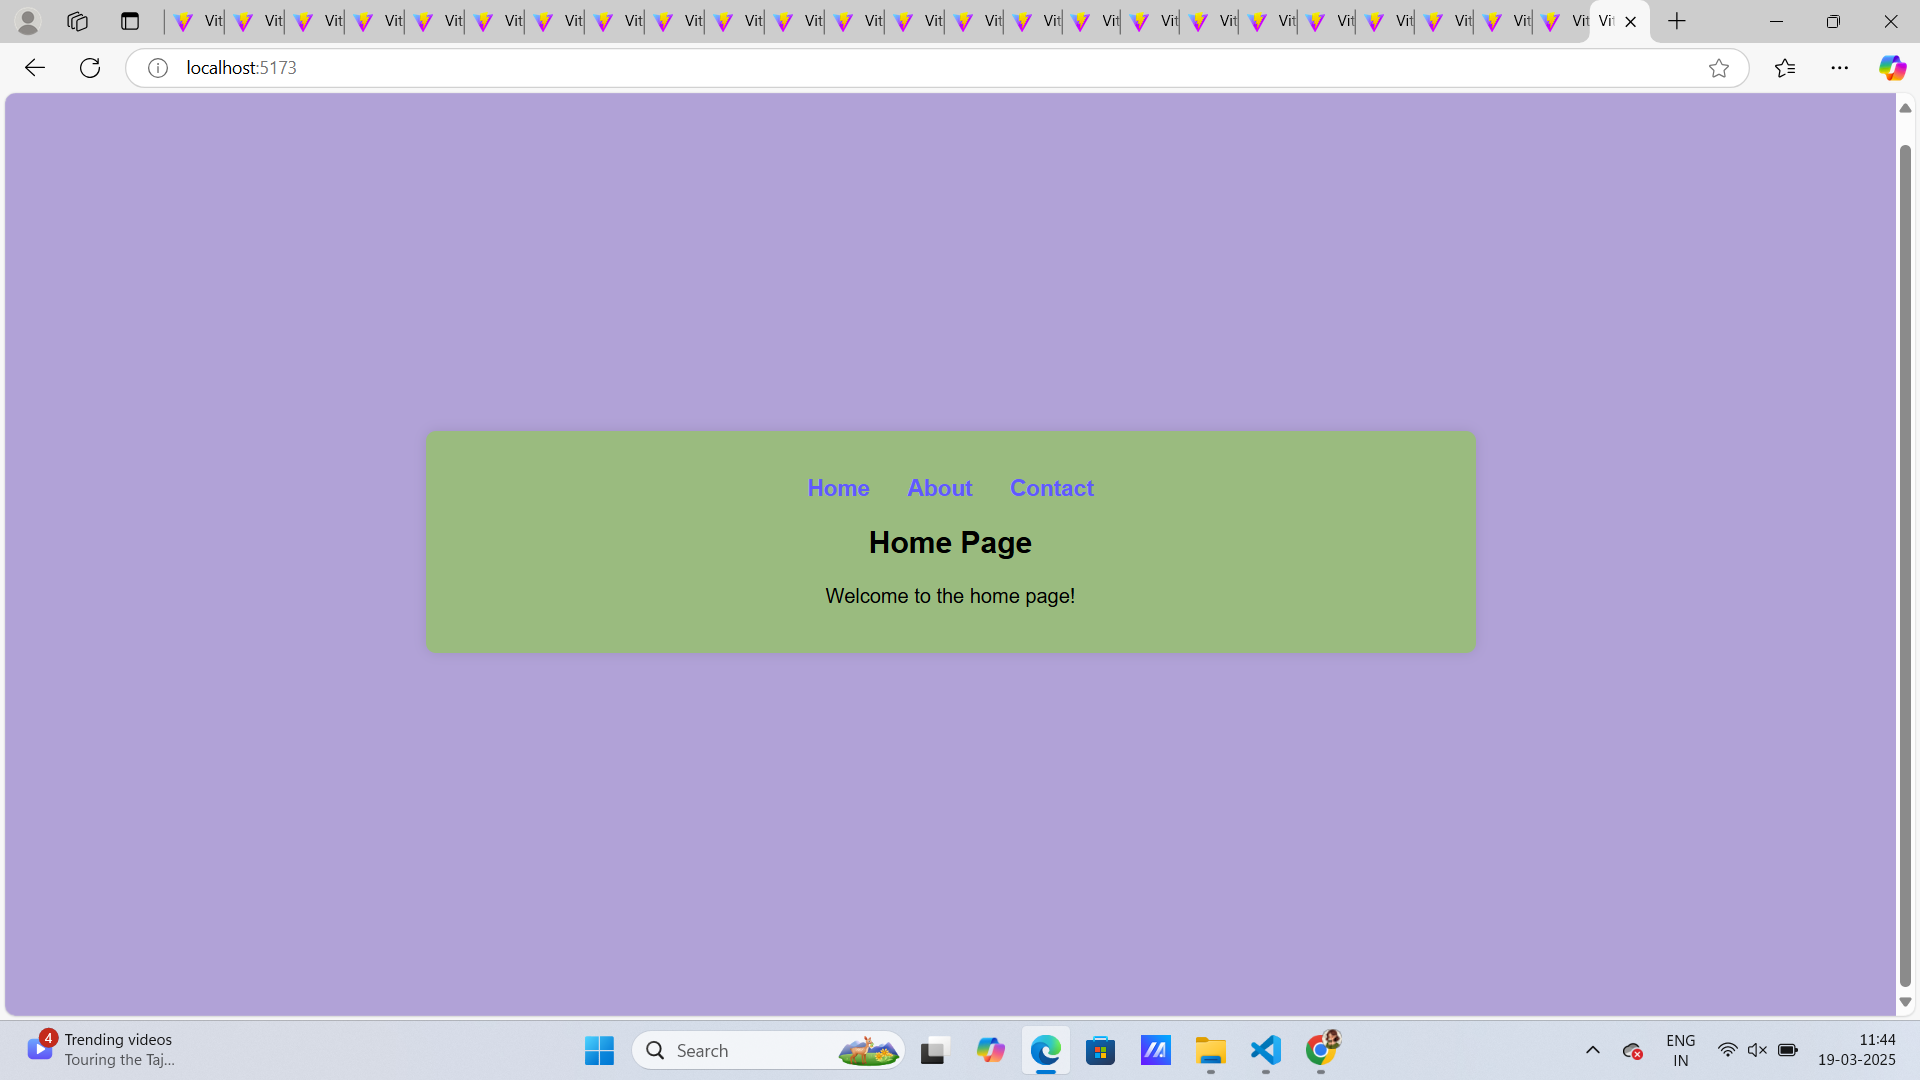 Vit Vit Vit Vit Vit Vit Vit Vit Vit Vit Vit Vit Vit Vit Vit Vit Vit Vit Vit Vit Vit Vit Vit Vit Vit
localhost:5173
Home About Contact
Home Page
Welcome to the home page!
4
Trending videos
Touring the Taj...
Search
ENG
IN
11:44
19-03-2025